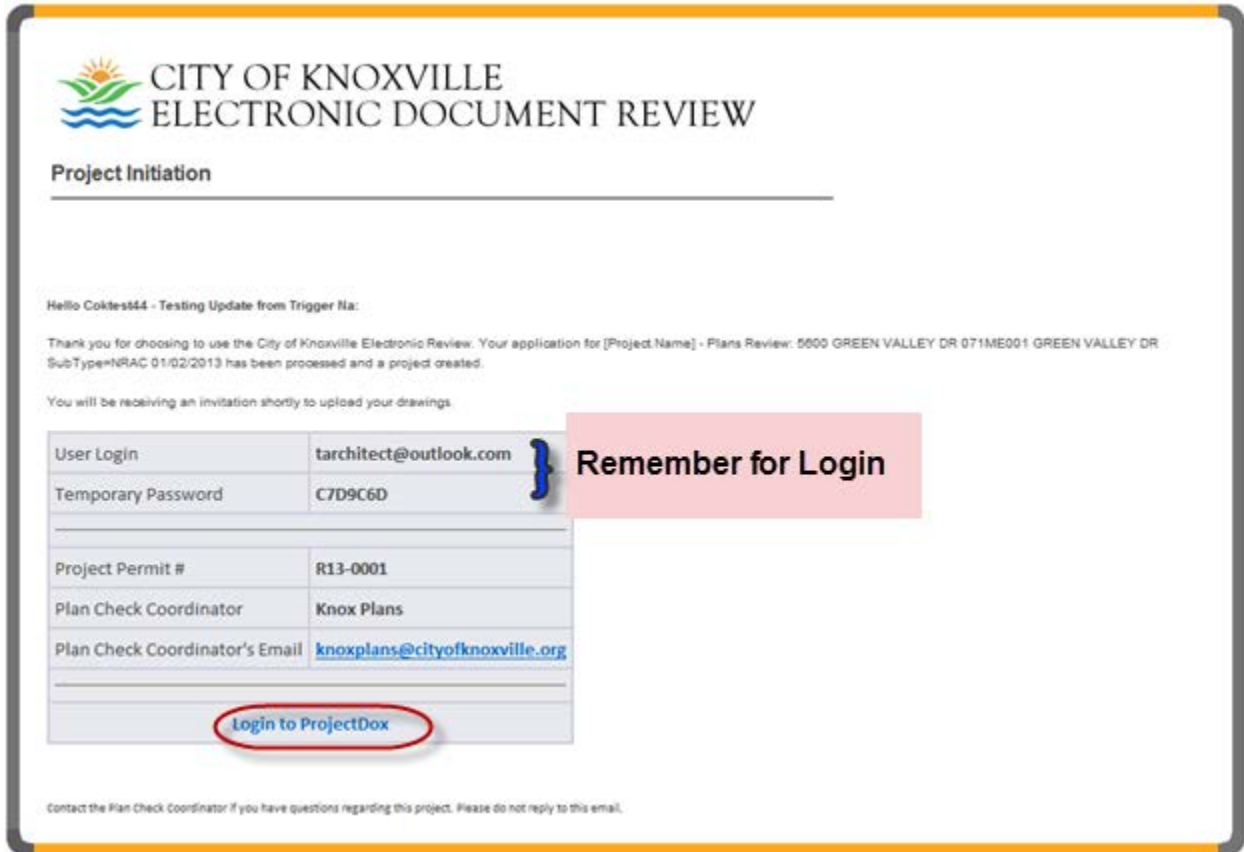 CITY OF KNOXVILLE
ELECTRONIC DOCUMENT REVIEW
Project Initiation
Hello Coktest44 - Testing Update from Trigger Na:
Thank you for choosing to use the City of Knoxville Electronic Review. Your application for [Project Name] - Plans Review: 5600 GREEN VALLEY DR 071ME001 GREEN VALLEY DR
SubType=NRAC 01/02/2013 has been processed and a project created.
You will be receiving an invitation shortly to upload your drawings.
User Login tarchitect@outlook.com
Remember for Login
Temporary Password C7D9C6D
Project Permit # R13-0001
Plan Check Coordinator Knox Plans
Plan Check Coordinator's Email knoxplans@cityofknoxville.org
Login to ProjectDox
Contact the Plan Check Coordinator if you have questions regarding this project. Please do not reply to this email.